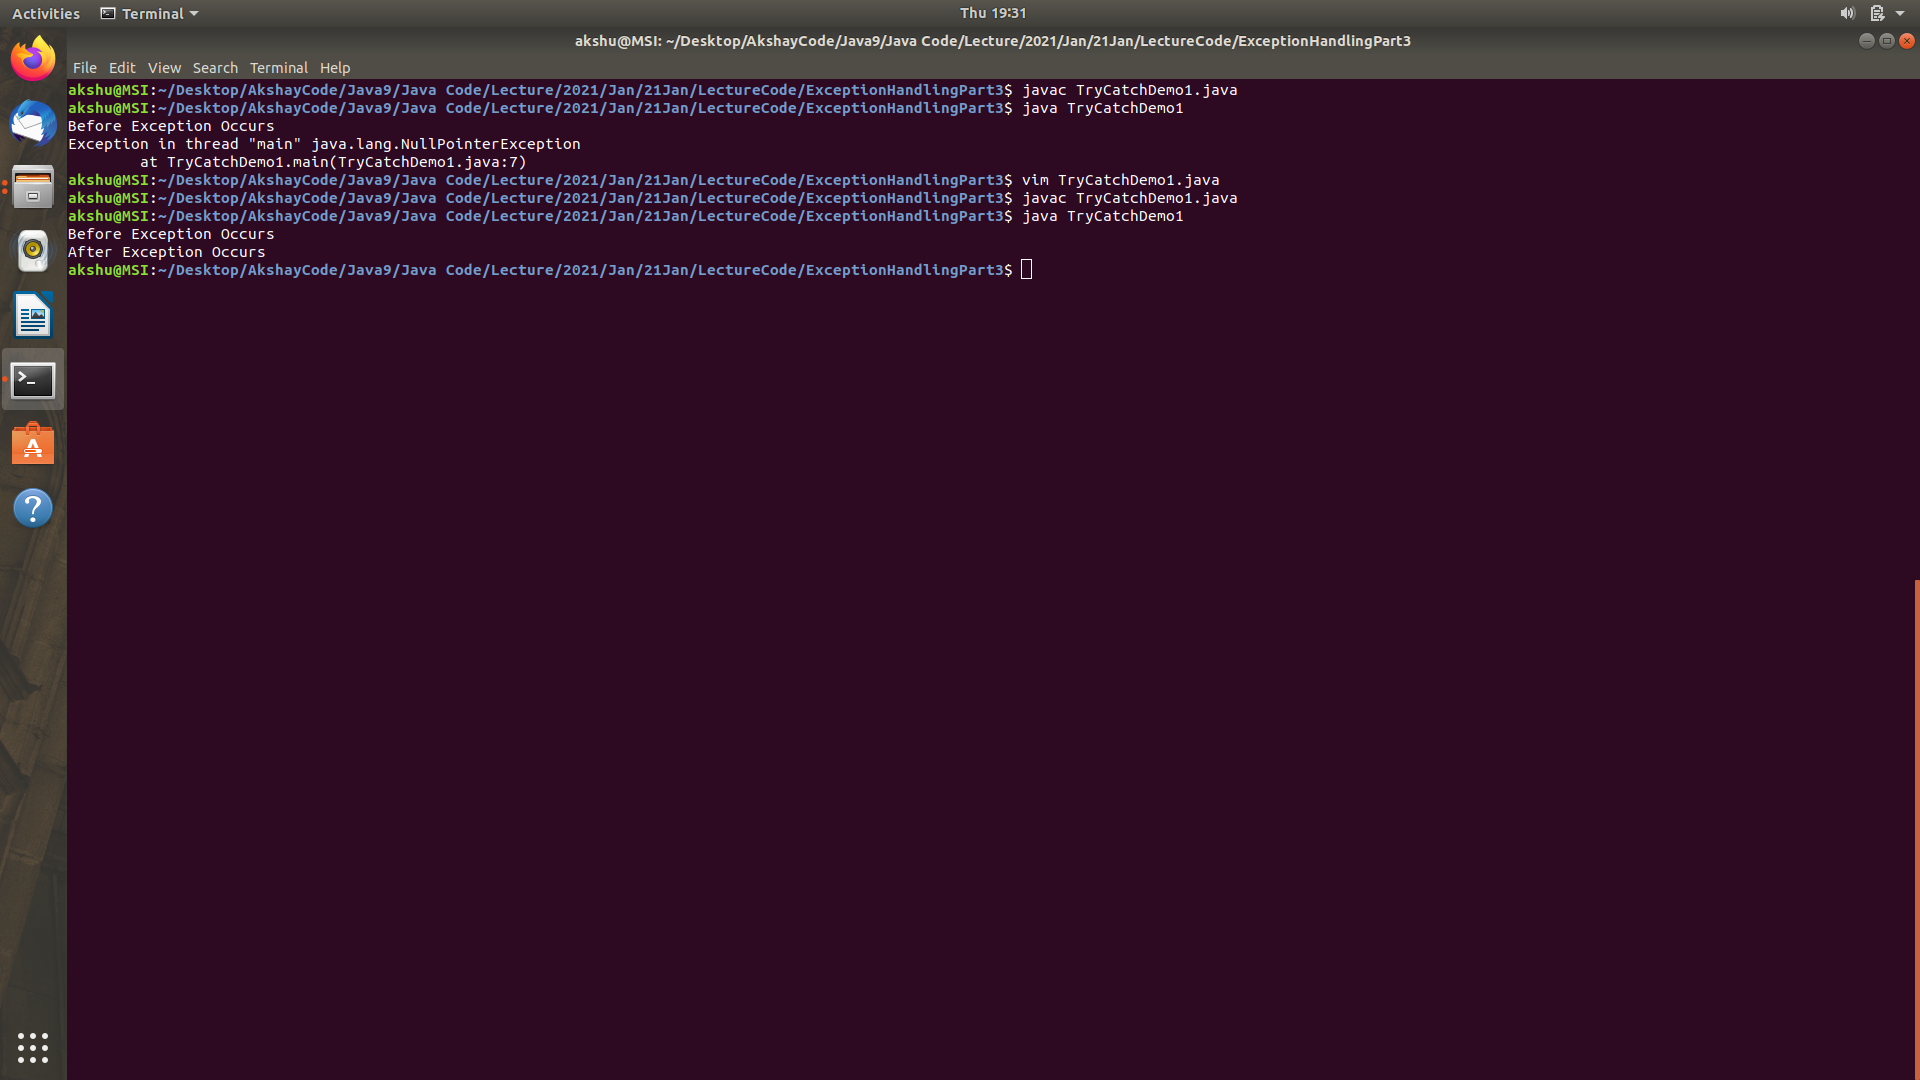 Activities Terminal Thu 19:31
akshu@MSI: ~/Desktop/AkshayCode/Java9/Java Code/Lecture/2021/Jan/21Jan/LectureCode/ExceptionHandlingPart3
File Edit View Search Terminal Help
akshu@MSI:~/Desktop/AkshayCode/Java9/Java Code/Lecture/2021/Jan/21Jan/LectureCode/ExceptionHandlingPart3$ javac TryCatchDemo1.java
akshu@MSI:~/Desktop/AkshayCode/Java9/Java Code/Lecture/2021/Jan/21Jan/LectureCode/ExceptionHandlingPart3$ java TryCatchDemo1
Before Exception Occurs
Exception in thread "main" java.lang.NullPointerException
        at TryCatchDemo1.main(TryCatchDemo1.java:7)
akshu@MSI:~/Desktop/AkshayCode/Java9/Java Code/Lecture/2021/Jan/21Jan/LectureCode/ExceptionHandlingPart3$ vim TryCatchDemo1.java
akshu@MSI:~/Desktop/AkshayCode/Java9/Java Code/Lecture/2021/Jan/21Jan/LectureCode/ExceptionHandlingPart3$ javac TryCatchDemo1.java
akshu@MSI:~/Desktop/AkshayCode/Java9/Java Code/Lecture/2021/Jan/21Jan/LectureCode/ExceptionHandlingPart3$ java TryCatchDemo1
Before Exception Occurs
After Exception Occurs
akshu@MSI:~/Desktop/AkshayCode/Java9/Java Code/Lecture/2021/Jan/21Jan/LectureCode/ExceptionHandlingPart3$